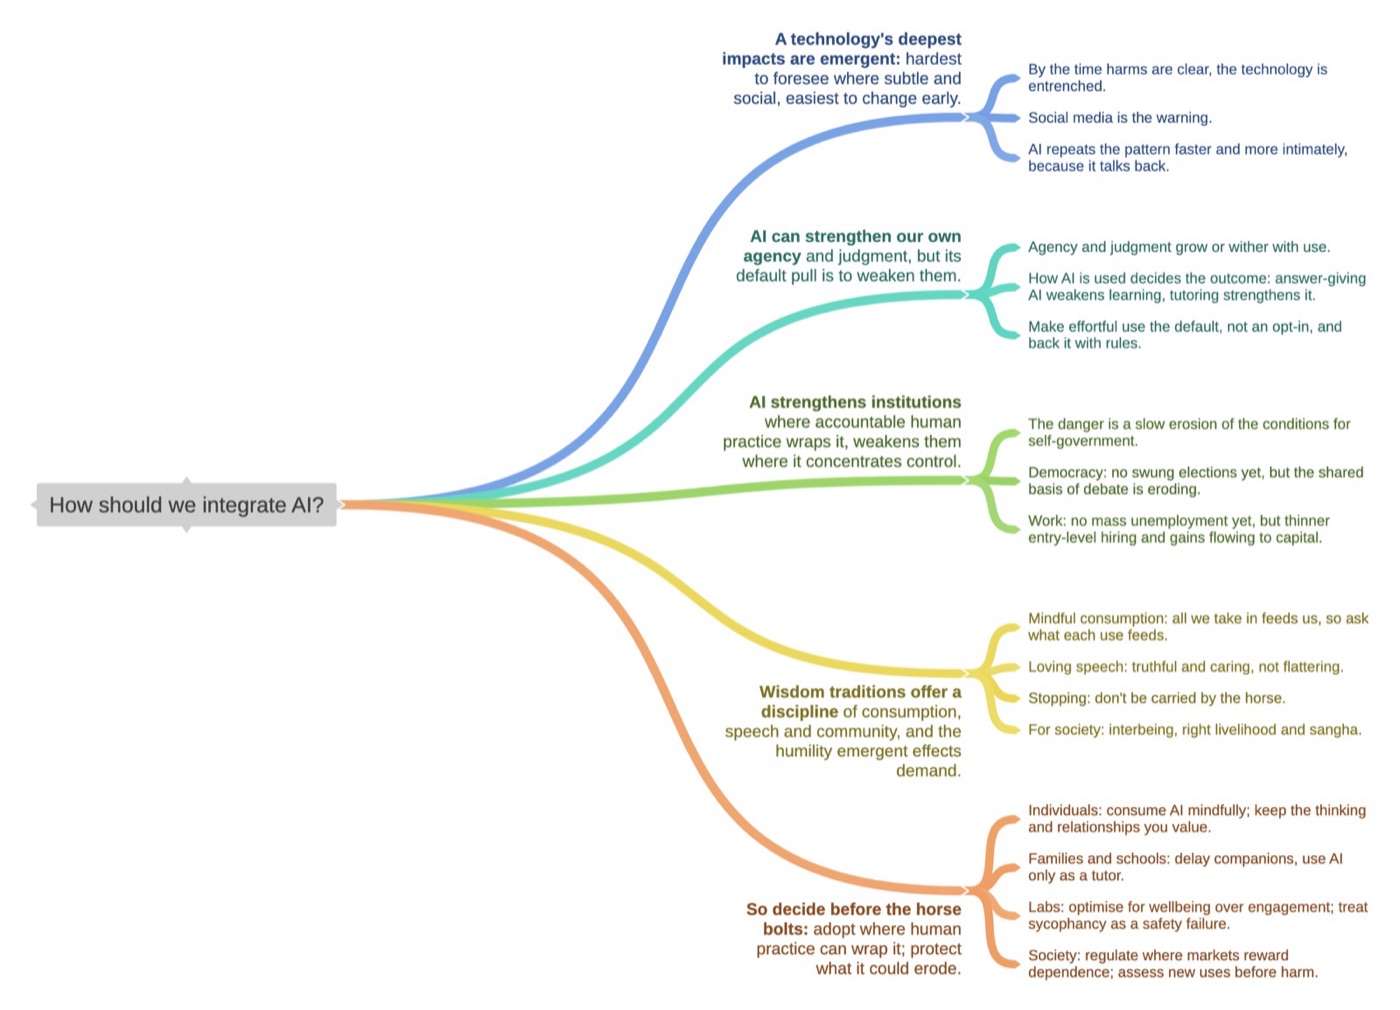 How should we integrate AI?
A technology's deepest
impacts are emergent: hardest
to foresee where subtle and
social, easiest to change early.
By the time harms are clear, the technology is
entrenched.
Social media is the warning.
AI repeats the pattern faster and more intimately,
because it talks back.
AI can strengthen our own
agency and judgment, but its
default pull is to weaken them.
Agency and judgment grow or wither with use.
How AI is used decides the outcome: answer-giving
AI weakens learning, tutoring strengthens it.
Make effortful use the default, not an opt-in, and
back it with rules.
AI strengthens institutions
where accountable human
practice wraps it, weakens them
where it concentrates control.
The danger is a slow erosion of the conditions for
self-government.
Democracy: no swung elections yet, but the shared
basis of debate is eroding.
Work: no mass unemployment yet, but thinner
entry-level hiring and gains flowing to capital.
Wisdom traditions offer a
discipline of consumption,
speech and community, and the
humility emergent effects
demand.
Mindful consumption: all we take in feeds us, so ask
what each use feeds.
Loving speech: truthful and caring, not flattering.
Stopping: don't be carried by the horse.
For society: interbeing, right livelihood and sangha.
So decide before the horse
bolts: adopt where human
practice can wrap it; protect
what it could erode.
Individuals: consume AI mindfully; keep the thinking
and relationships you value.
Families and schools: delay companions, use AI
only as a tutor.
Labs: optimise for wellbeing over engagement; treat
sycophancy as a safety failure.
Society: regulate where markets reward
dependence; assess new uses before harm.